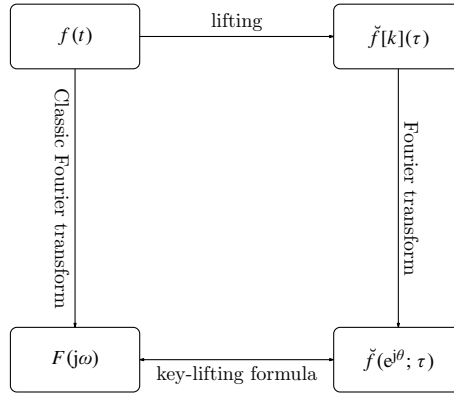 f(t)
lifting
f̆[k](τ)
Classic Fourier transform
Fourier transform
F(jω)
key-lifting formula
f̆(e^{jθ}; τ)